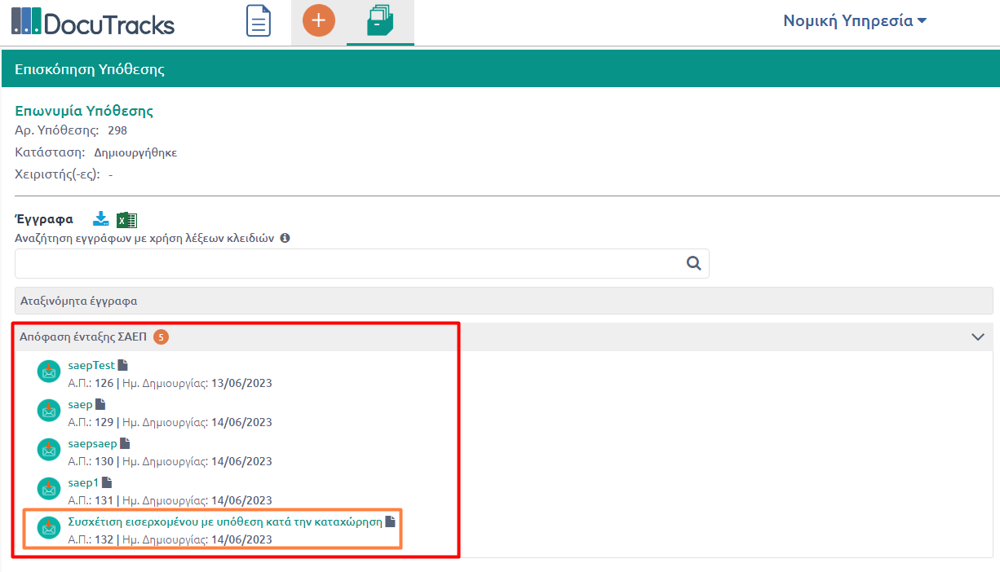 DocuTracks
Νομική Υπηρεσία
Επισκόπηση Υπόθεσης
Επωνυμία Υπόθεσης
Αρ. Υπόθεσης: 298
Κατάσταση: Δημιουργήθηκε
Χειριστής(-ες): -
Έγγραφα
Αναζήτηση εγγράφων με χρήση λέξεων κλειδιών
Αταξινόμητα έγγραφα
Απόφαση ένταξης ΣΑΕΠ 5
saepTest
Α.Π.: 126 | Ημ. Δημιουργίας: 13/06/2023
saep
Α.Π.: 129 | Ημ. Δημιουργίας: 14/06/2023
saepsaep
Α.Π.: 130 | Ημ. Δημιουργίας: 14/06/2023
saep1
Α.Π.: 131 | Ημ. Δημιουργίας: 14/06/2023
Συσχέτιση εισερχομένου με υπόθεση κατά την καταχώρηση
Α.Π.: 132 | Ημ. Δημιουργίας: 14/06/2023